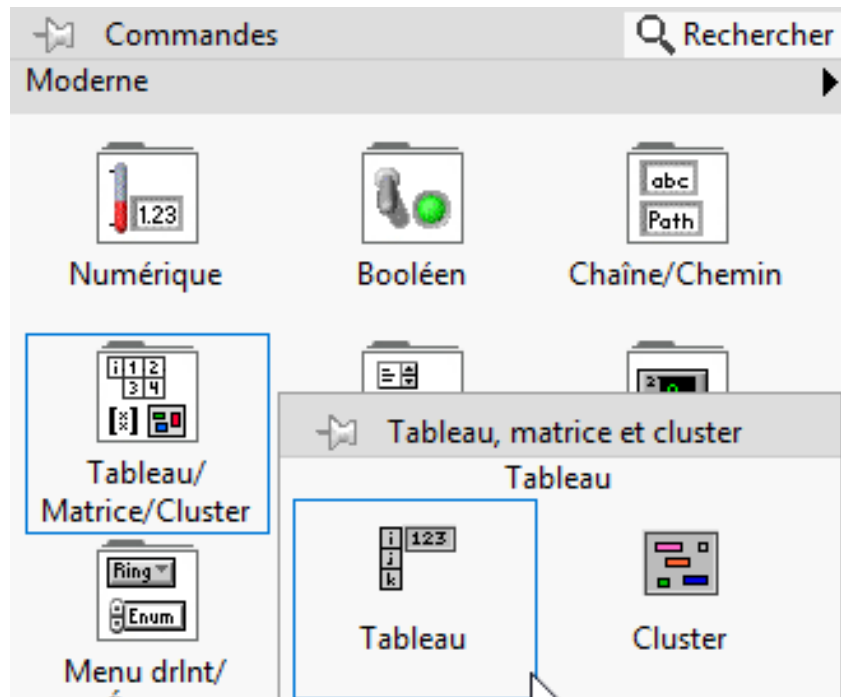 Commandes
Rechercher
Moderne
1.23
abc
Path
Numérique
Booléen
Chaîne/Chemin
i 1 2
3 4
Tableau, matrice et cluster
Tableau
Tableau/
Matrice/Cluster
i 123
j
k
Ring
Enum
Tableau
Cluster
Menu drlnt/